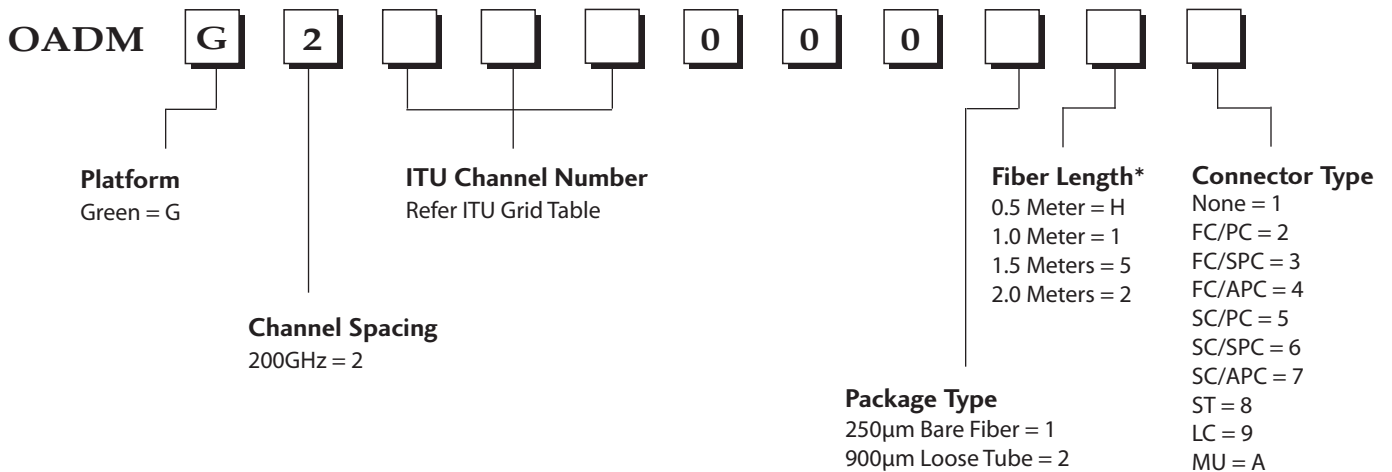 OADM G 2 0 0 0
Platform
Green = G
ITU Channel Number
Refer ITU Grid Table
Channel Spacing
200GHz = 2
Package Type
250µm Bare Fiber = 1
900µm Loose Tube = 2
Fiber Length*
0.5 Meter = H
1.0 Meter = 1
1.5 Meters = 5
2.0 Meters = 2
Connector Type
None = 1
FC/PC = 2
FC/SPC = 3
FC/APC = 4
SC/PC = 5
SC/SPC = 6
SC/APC = 7
ST = 8
LC = 9
MU = A